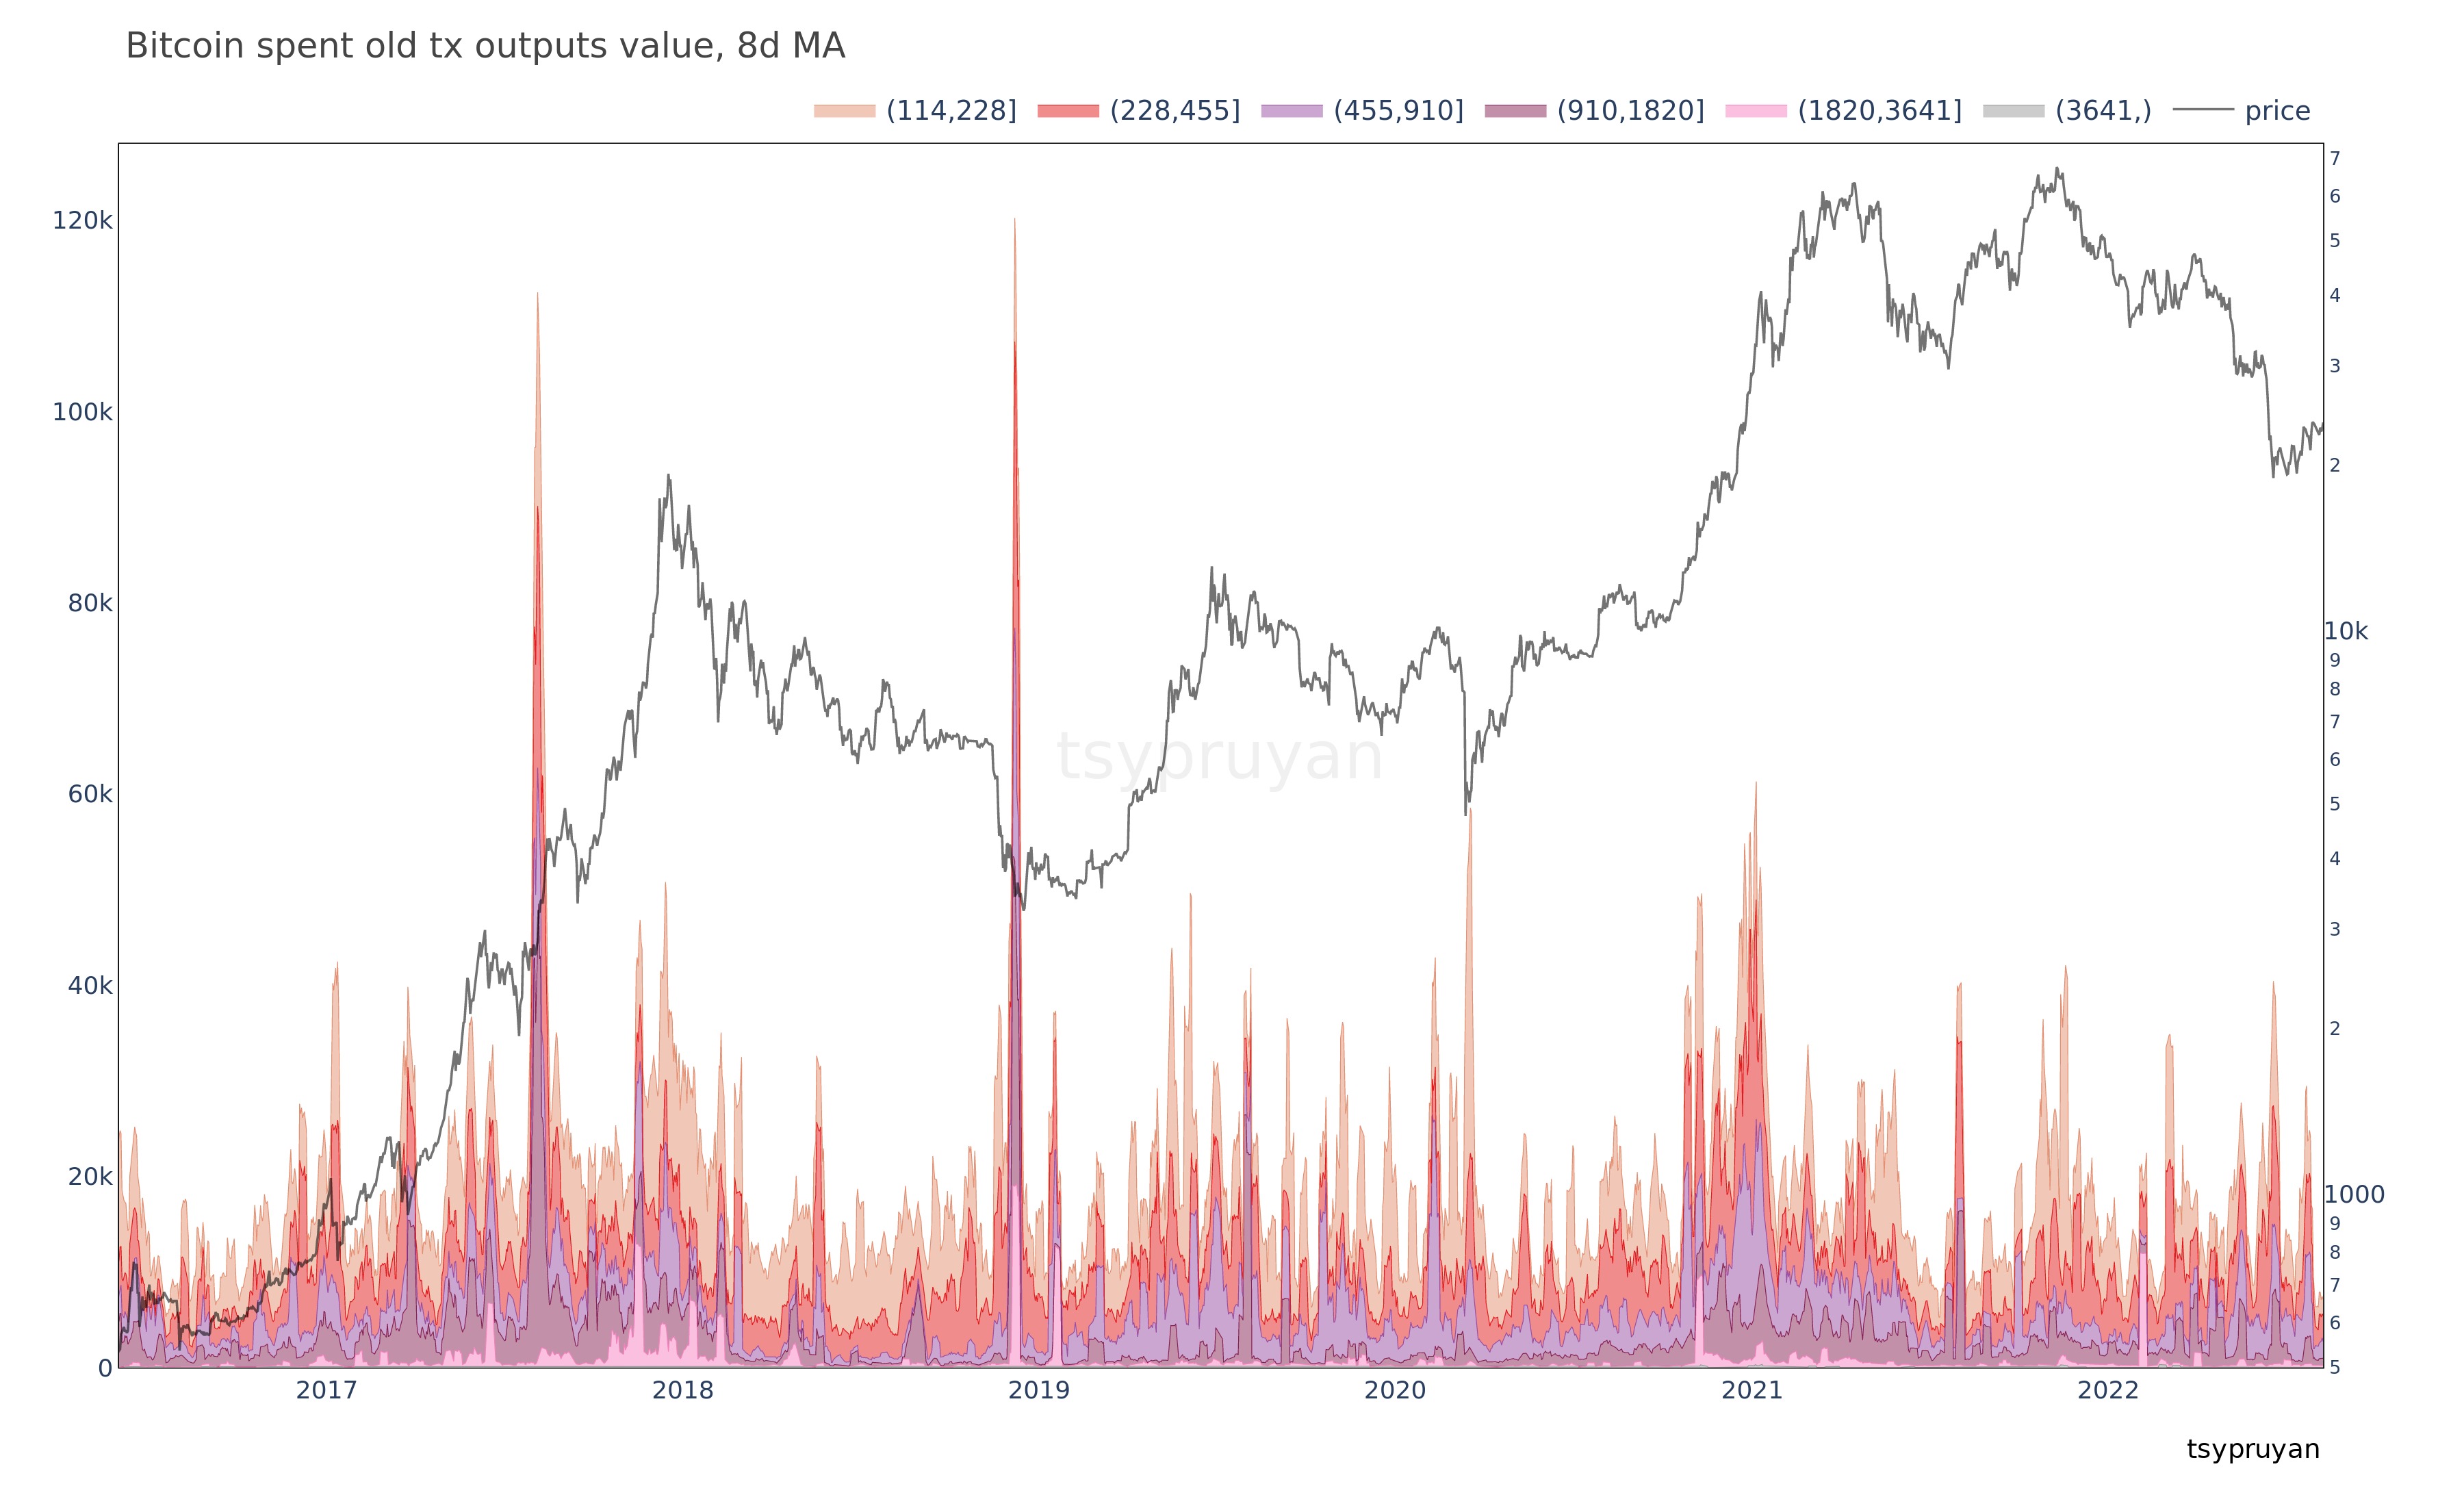 Bitcoin spent old tx outputs value, 8d MA
(114,228] (228,455] (455,910] (910,1820] (1820,3641] (3641,) price
120k
100k
80k
60k
40k
20k
0
7
6
5
4
3
2
10k
9
8
7
6
5
4
3
2
1000
9
8
7
6
5
tsypruyan
2017 2018 2019 2020 2021 2022
tsypruyan